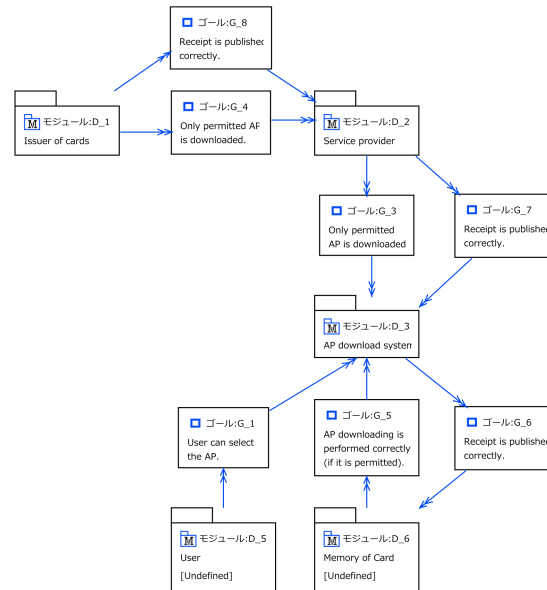 ゴール:G_8
Receipt is published
correctly.
M モジュール:D_1
Issuer of cards
ゴール:G_4
Only permitted AP
is downloaded.
M モジュール:D_2
Service provider
ゴール:G_3
Only permitted
AP is downloaded
ゴール:G_7
Receipt is published
correctly.
M モジュール:D_3
AP download system
ゴール:G_1
User can select
the AP.
ゴール:G_5
AP downloading is
performed correctly
(if it is permitted).
ゴール:G_6
Receipt is published
correctly.
M モジュール:D_5
User
[Undefined]
M モジュール:D_6
Memory of Card
[Undefined]